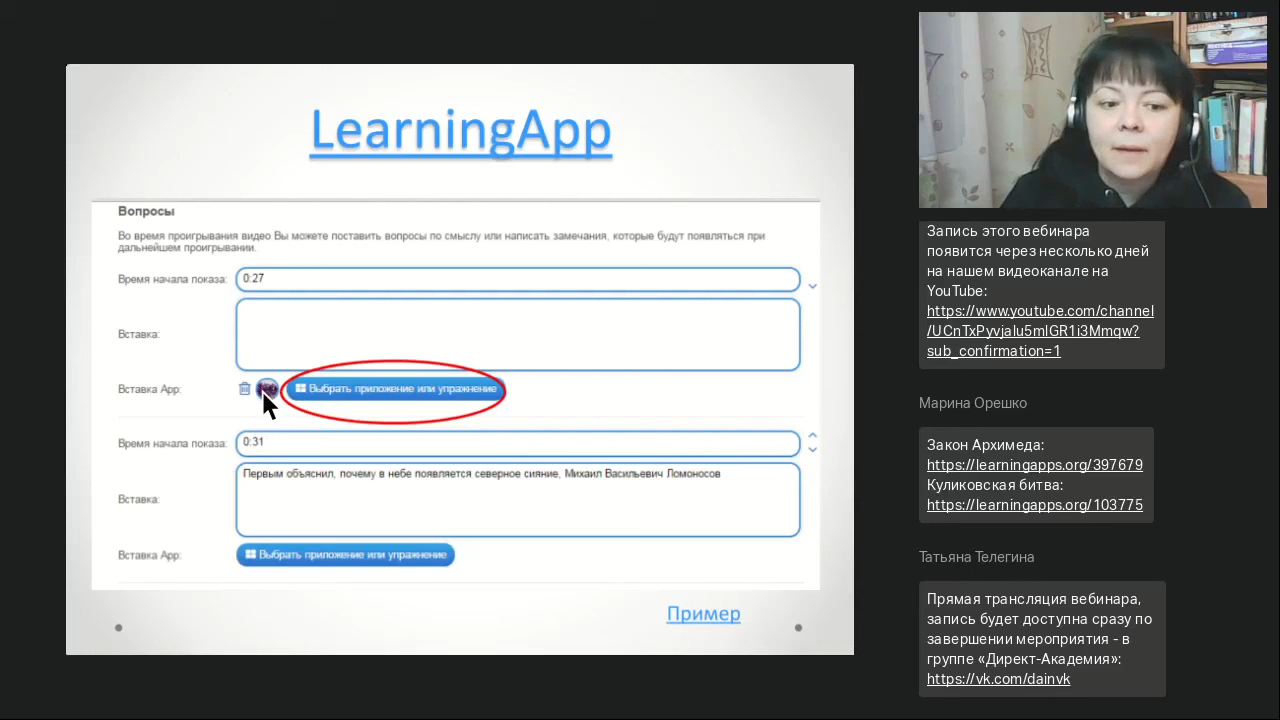 LearningApp
Вопросы
Во время проигрывания видео Вы можете поставить вопросы по смыслу или написать замечания, которые будут появляться при
дальнейшем проигрывании.
Время начала показа: 0:27
Вставка:
Вставка App: Выбрать приложение или упражнение
Время начала показа: 0:31
Первым объяснил, почему в небе появляется северное сияние, Михаил Васильевич Ломоносов
Вставка:
Вставка App: Выбрать приложение или упражнение
Пример
Запись этого вебинара
появится через несколько дней
на нашем видеоканале на
YouTube:
https://www.youtube.com/channel
/UCnTxPyvjalu5mlGR1i3Mmqw?
sub_confirmation=1
Марина Орешко
Закон Архимеда:
https://learningapps.org/397679
Куликовская битва:
https://learningapps.org/103775
Татьяна Телегина
Прямая трансляция вебинара,
запись будет доступна сразу по
завершении мероприятия - в
группе «Директ-Академия»:
https://vk.com/dainvk